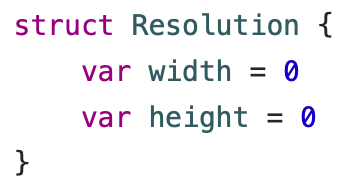 struct Resolution {
    var width = 0
    var height = 0
}